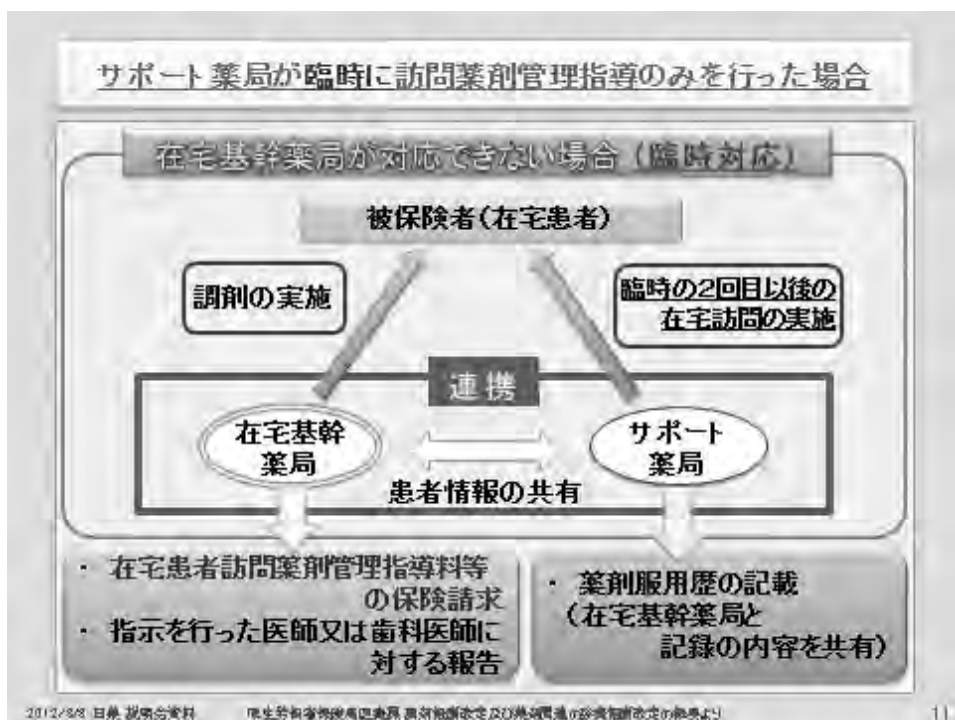 サポート薬局が臨時に訪問薬剤管理指導のみを行った場合
在宅基幹薬局が対応できない場合（臨時対応）
被保険者（在宅患者）
調剤の実施
臨時の2回目以後の
在宅訪問の実施
連携
在宅基幹
薬局
サポート
薬局
患者情報の共有
・ 在宅患者訪問薬剤管理指導料等
の保険請求
・ 指示を行った医師又は歯科医師に
対する報告
・ 薬剤服用歴の記載
（在宅基幹薬局と
記録の内容を共有）
説明会資料
11